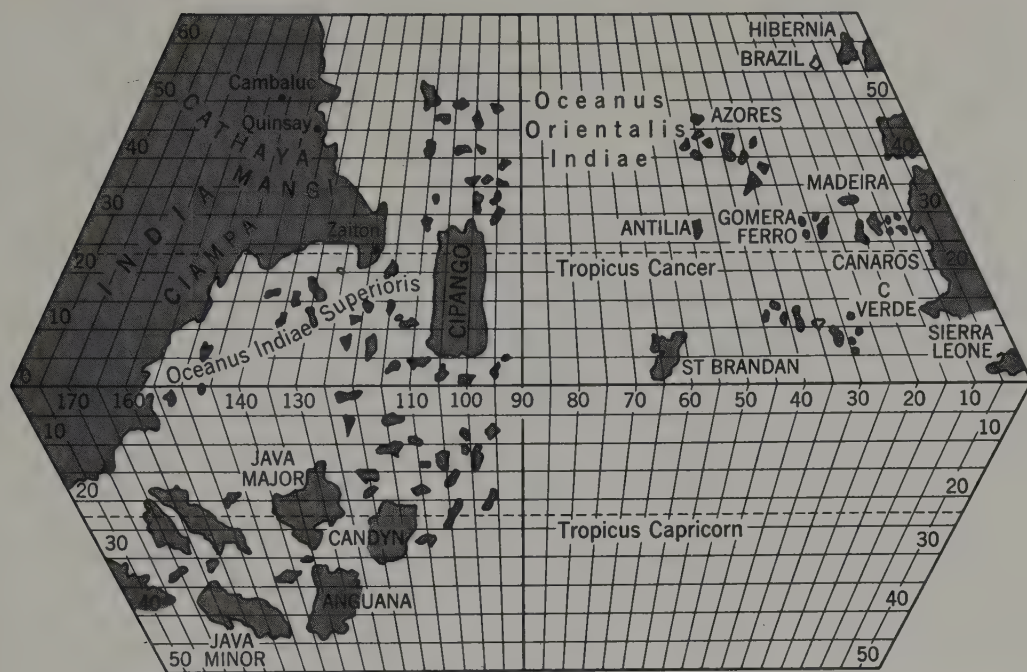 60
HIBERNIA
BRAZIL
50
50
Cambaluc
Quinsay
Oceanus
Orientalis
Indiae
AZORES
40
CATHAYA
MANGI
INDIA
CIAMPA
40
30
MADEIRA
30
Zaiton
ANTILIA
GOMERA
FERRO
20
CIPANGO
Tropicus Cancer
CANAROS
20
C
VERDE
10
Oceanus Indiae Superioris
SIERRA
LEONE
ST BRANDAN
0
170 160 140 130 110 100 90 80 70 60 50 40 30 20 10
10
10
JAVA
MAJOR
20
20
CANDYN
Tropicus Capricorn
30
30
ANGUANA
40
40
JAVA
MINOR
50
50